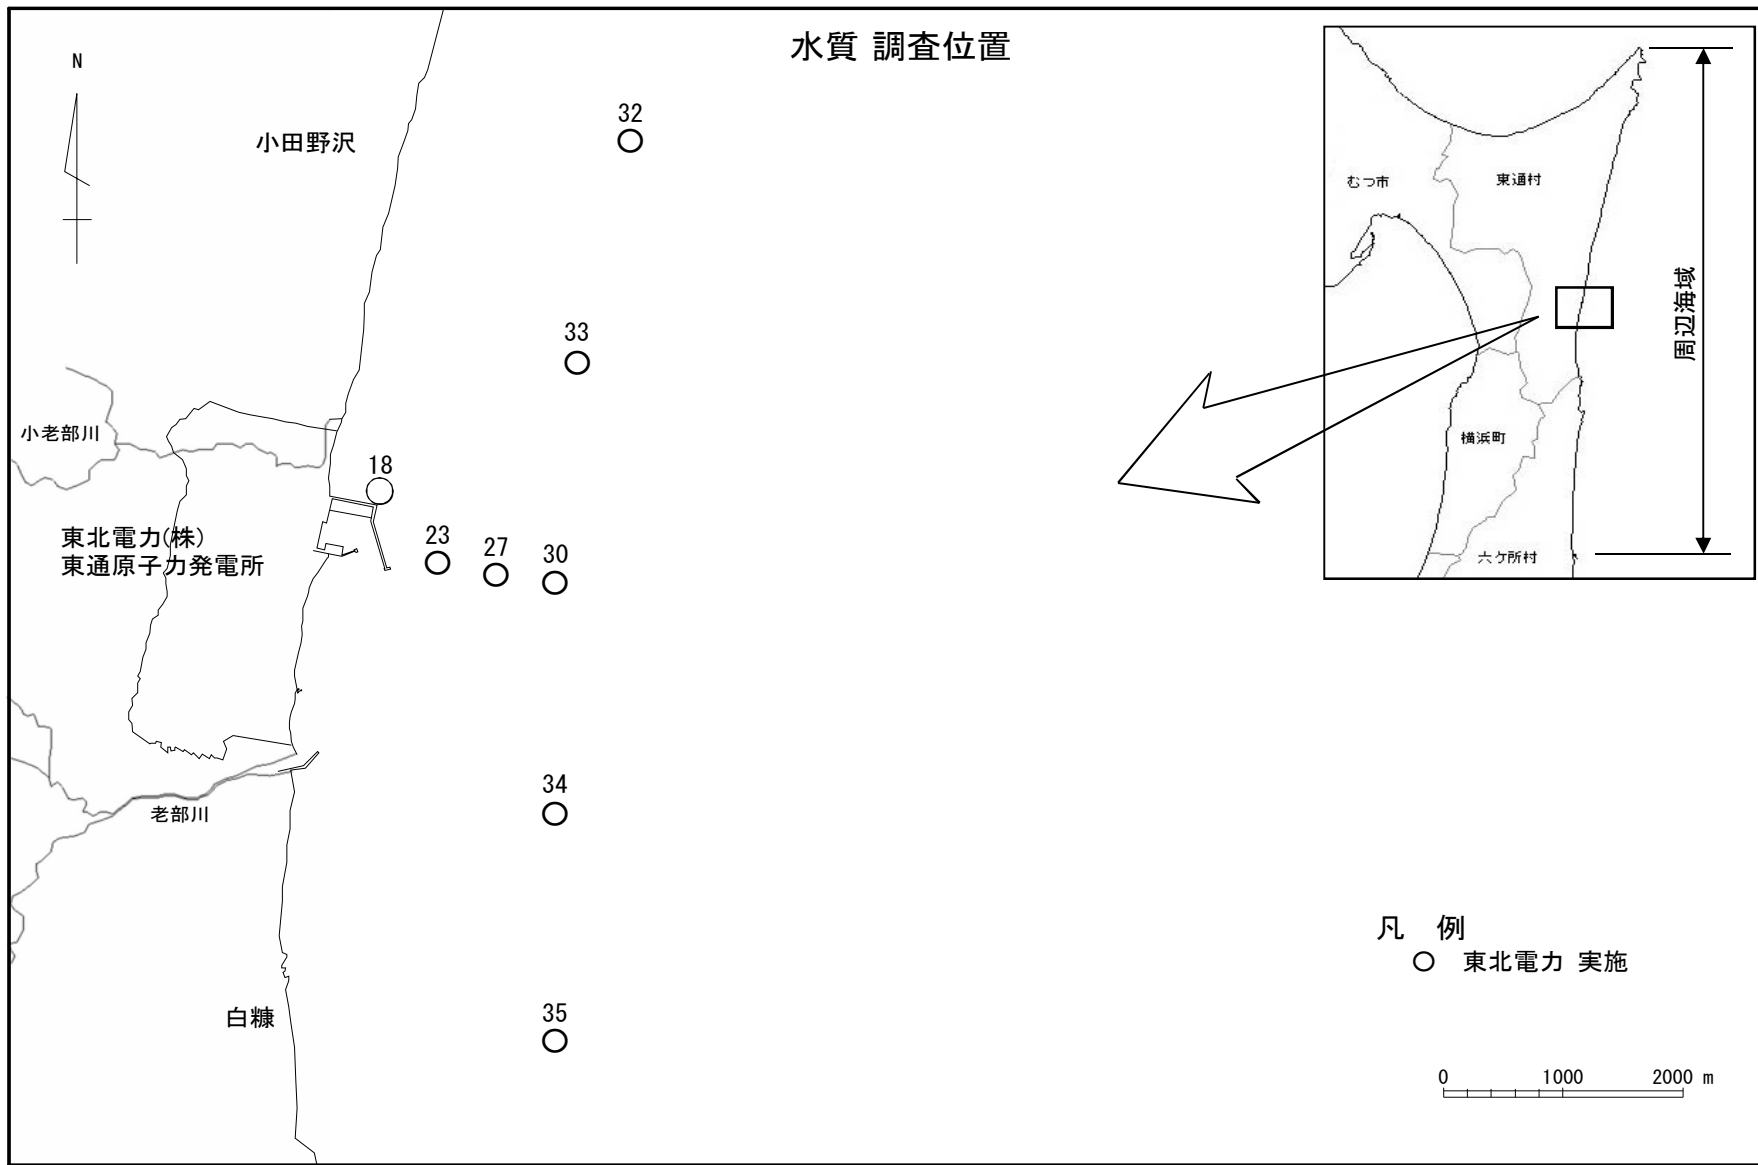 水質 調査位置
N
小田野沢
32
33
小老部川
18
東北電力(株)
東通原子力発電所
23
27
30
老部川
34
白糠
35
むつ市
東通村
横浜町
六ケ所村
周辺海域
凡 例
○ 東北電力 実施
0 1000 2000 m